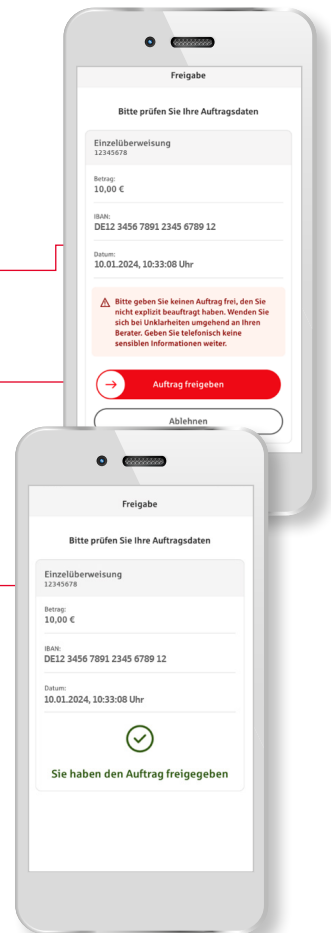 Freigabe
Bitte prüfen Sie Ihre Auftragsdaten
Einzelüberweisung
12345678
Betrag:
10,00 €
IBAN:
DE12 3456 7891 2345 6789 12
Datum:
10.01.2024, 10:33:08 Uhr
Bitte geben Sie keinen Auftrag frei, den Sie
nicht explizit beauftragt haben. Wenden Sie
sich bei Unklarheiten umgehend an Ihren
Berater. Geben Sie telefonisch keine
sensiblen Informationen weiter.
Auftrag freigeben
Ablehnen
Freigabe
Bitte prüfen Sie Ihre Auftragsdaten
Einzelüberweisung
12345678
Betrag:
10,00 €
IBAN:
DE12 3456 7891 2345 6789 12
Datum:
10.01.2024, 10:33:08 Uhr
Sie haben den Auftrag freigegeben